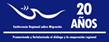 20
AÑOS
Conferencia Regional sobre Migración
Promoviendo y fortaleciendo el diálogo y la cooperación regional